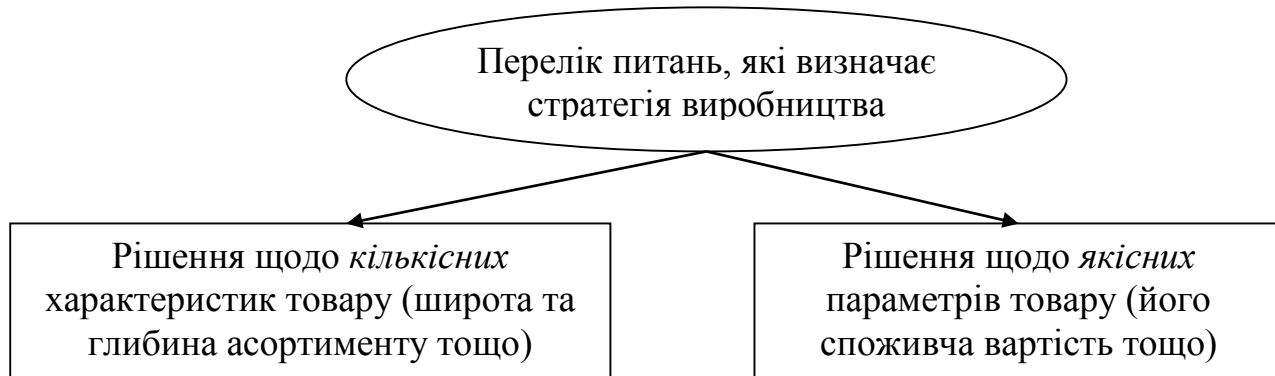 Перелік питань, які визначає
стратегія виробництва
Рішення щодо кількісних
характеристик товару (широта та
глибина асортименту тощо)
Рішення щодо якісних
параметрів товару (його
споживча вартість тощо)